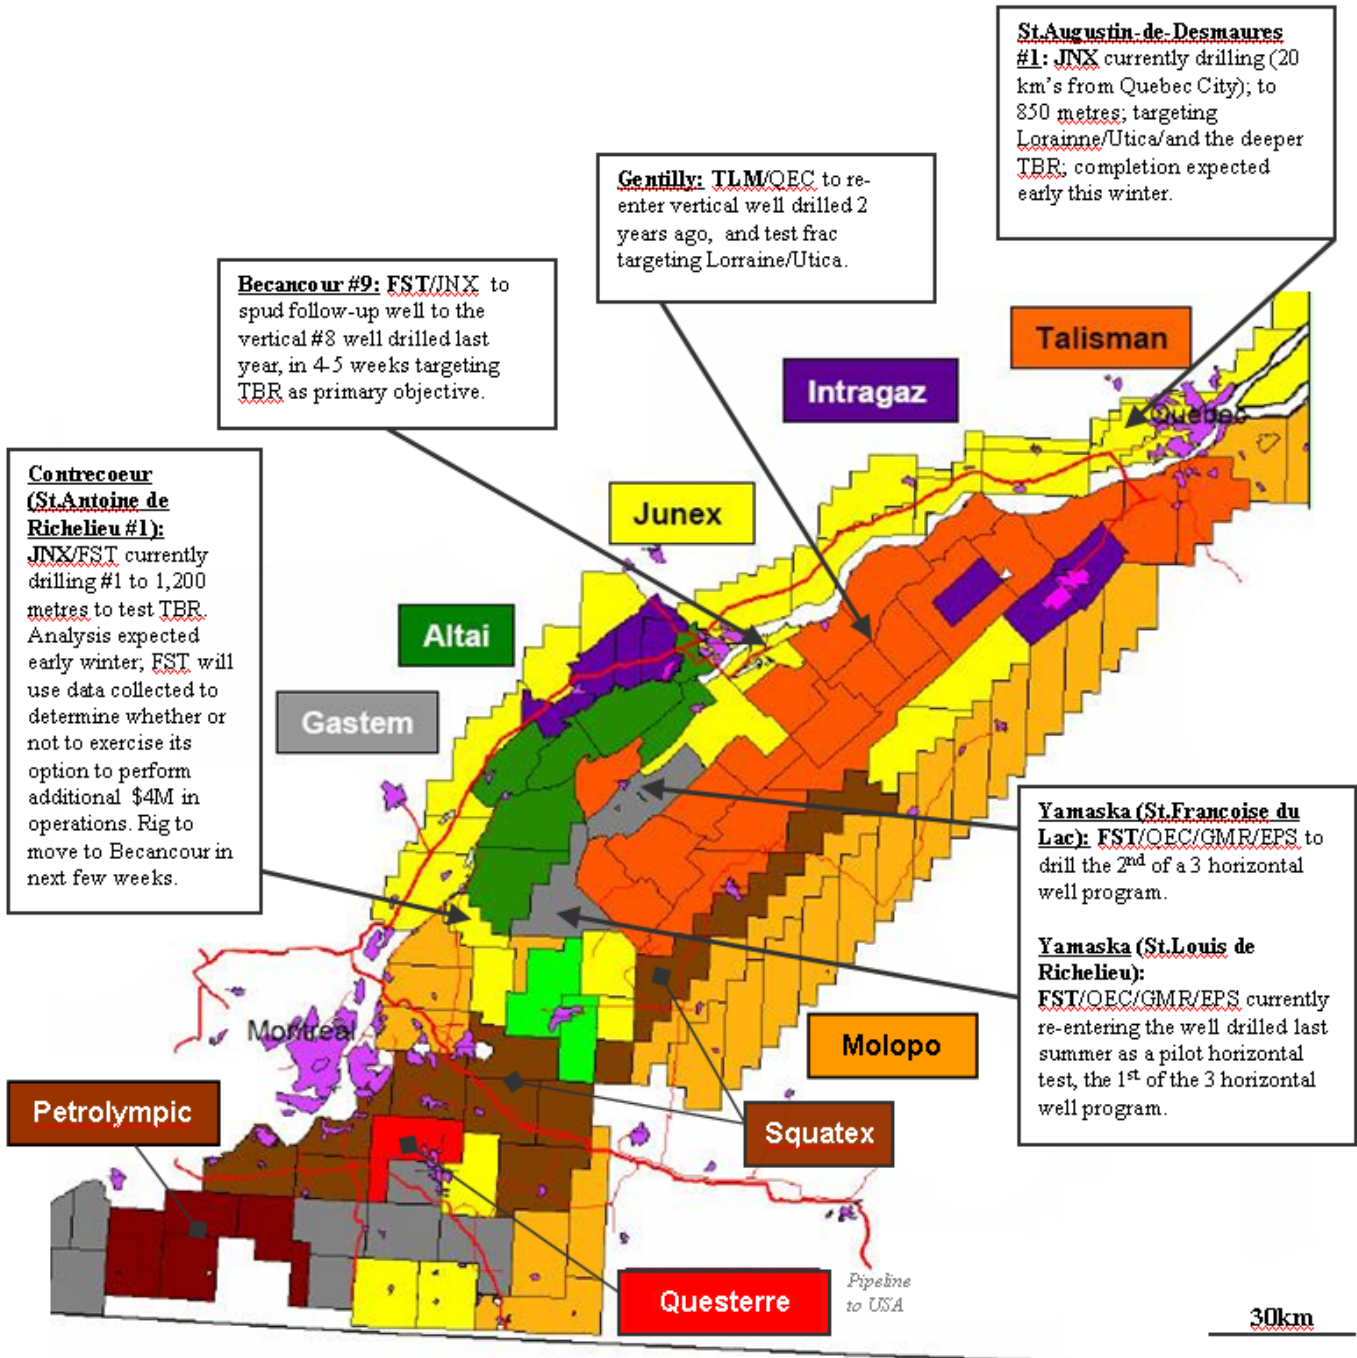 St.Augustin-de-Desmaures
#1: JNX currently drilling (20
km's from Quebec City); to
850 metres; targeting
Lorainne/Utica/and the deeper
TBR; completion expected
early this winter.
Gentilly: TLM/QEC to re-
enter vertical well drilled 2
years ago, and test frac
targeting Lorraine/Utica.
Becancour #9: FST/JNX to
spud follow-up well to the
vertical #8 well drilled last
year, in 4-5 weeks targeting
TBR as primary objective.
Talisman
Intragaz
Quebec
Contrecoeur
(St.Antoine de
Richelieu #1):
JNX/FST currently
drilling #1 to 1,200
metres to test TBR.
Analysis expected
early winter; FST will
use data collected to
determine whether or
not to exercise its
option to perform
additional $4M in
operations. Rig to
move to Becancour in
next few weeks.
Junex
Altai
Gastem
Yamaska (St.Francoise du
Lac): FST/QEC/GMR/EPS to
drill the 2nd of a 3 horizontal
well program.
Yamaska (St.Louis de
Richelieu):
FST/QEC/GMR/EPS currently
re-entering the well drilled last
summer as a pilot horizontal
test, the 1st of the 3 horizontal
well program.
Montreal
Molopo
Petrolympic
Squatex
Questerre
Pipeline
to USA
30km